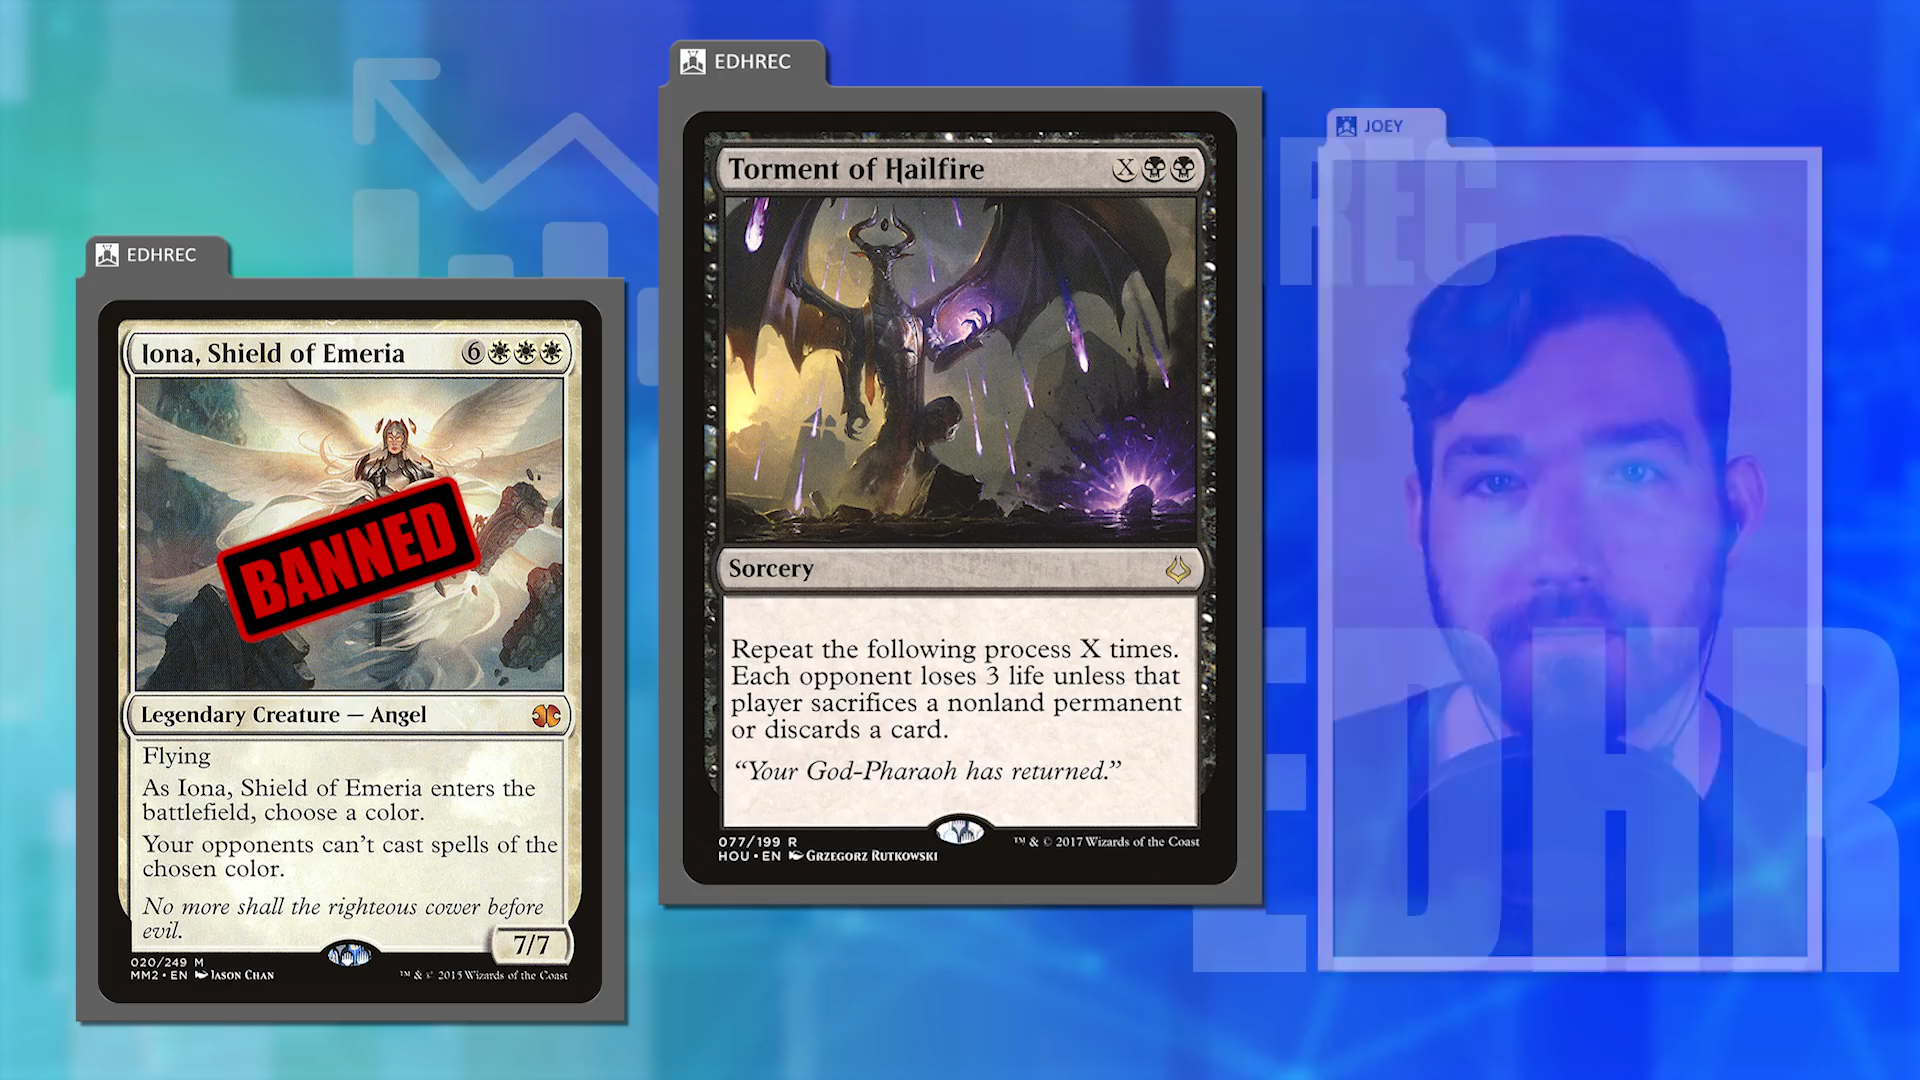 EDHREC
Iona, Shield of Emeria 6
BANNED
Legendary Creature — Angel
Flying
As Iona, Shield of Emeria enters the
battlefield, choose a color.
Your opponents can't cast spells of the
chosen color.
No more shall the righteous cower before
evil.
7/7
020/249 M
MM2 • EN JASON CHAN
™ & © 2015 Wizards of the Coast
EDHREC
Torment of Hailfire X
Sorcery
Repeat the following process X times.
Each opponent loses 3 life unless that
player sacrifices a nonland permanent
or discards a card.
“Your God-Pharaoh has returned.”
077/199 R
HOU • EN GRZEGORZ RUTKOWSKI
™ & © 2017 Wizards of the Coast
JOEY
REC
EDHR